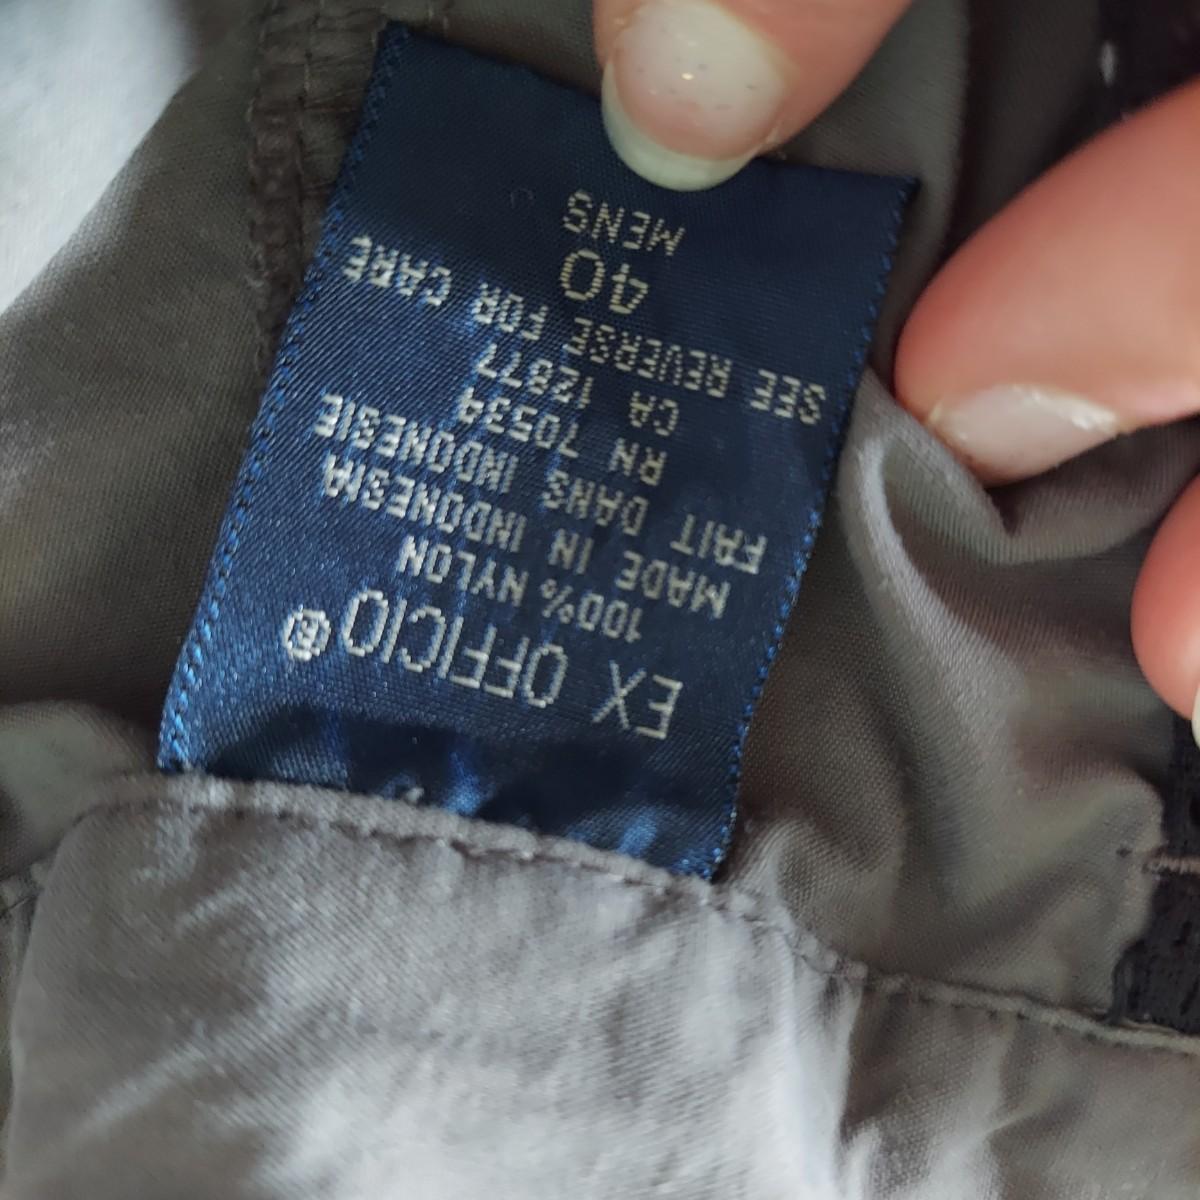 EX OFFICIO®
100% NYLON
MADE IN INDONESIA
FAIT DANS INDONESIE
RN 70534
CA 12877
SEE REVERSE FOR CARE
40
MENS